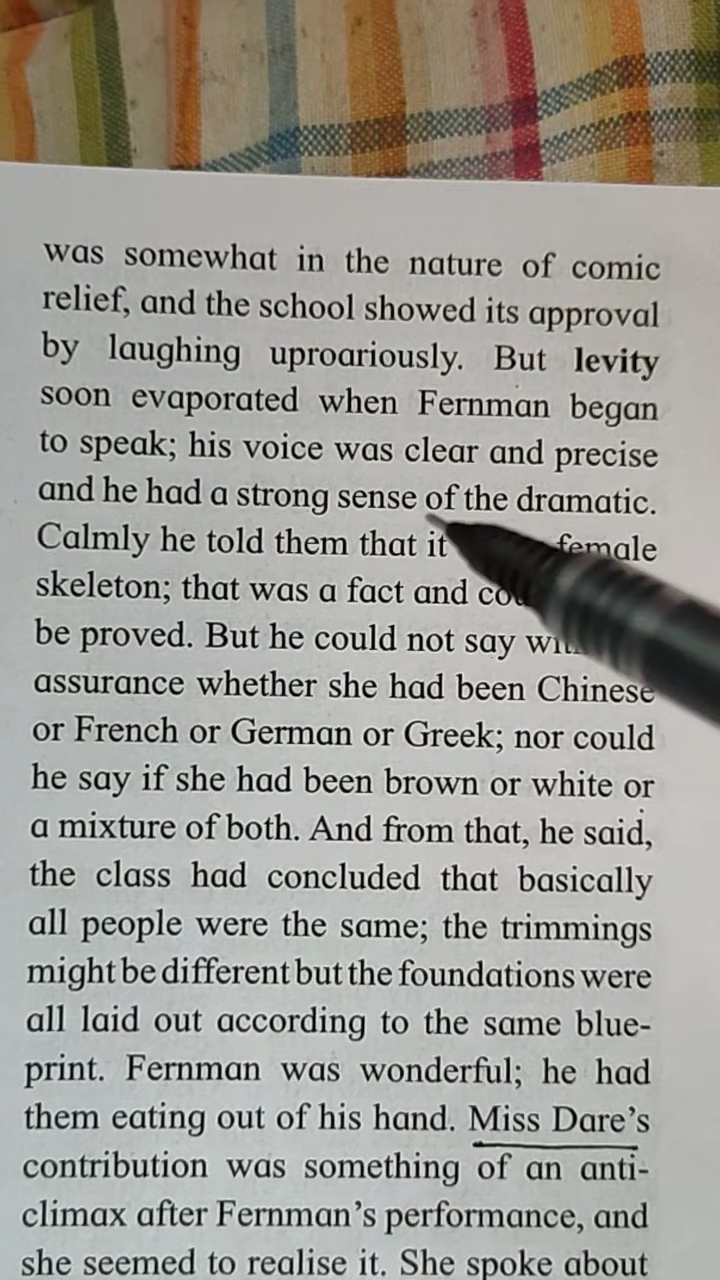 was somewhat in the nature of comic
relief, and the school showed its approval
by laughing uproariously. But levity
soon evaporated when Fernman began
to speak; his voice was clear and precise
and he had a strong sense of the dramatic.
Calmly he told them that it female
skeleton; that was a fact and
be proved. But he could not say
assurance whether she had been Chinese
or French or German or Greek; nor could
he say if she had been brown or white or
a mixture of both. And from that, he said,
the class had concluded that basically
all people were the same; the trimmings
might be different but the foundations were
all laid out according to the same blue-
print. Fernman was wonderful; he had
them eating out of his hand. Miss Dare's
contribution was something of an anti-
climax after Fernman's performance, and
she seemed to realise it. She spoke about